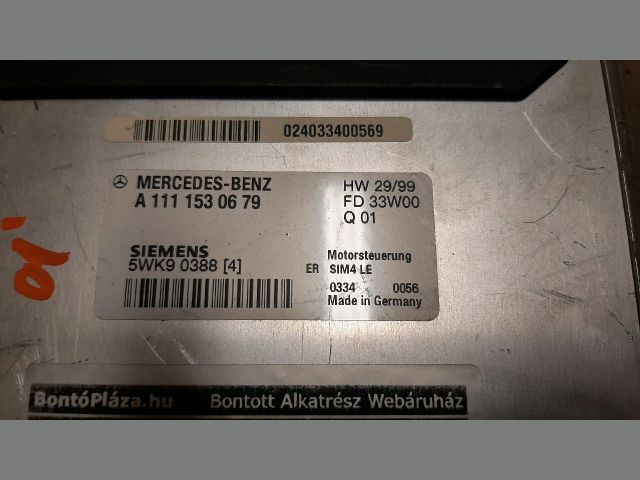 024033400569
MERCEDES-BENZ
A 111 153 06 79
HW 29/99
FD 33W00
Q 01
SIEMENS
5WK9 0388 [4]
Motorsteuerung
ER SIM4 LE
0334 0056
Made in Germany
01.
BontóPláza.hu Bontott Alkatrész Webáruház